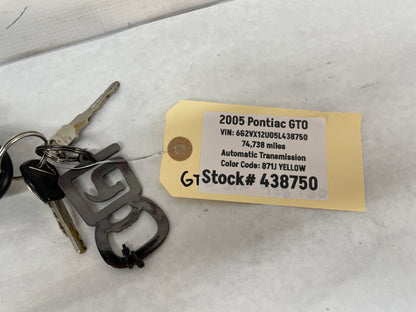 2005 Pontiac GTO
VIN: 6G2VX12U05L438750
74,738 miles
Automatic Transmission
Color Code: 871J YELLOW
Stock# 438750
GT